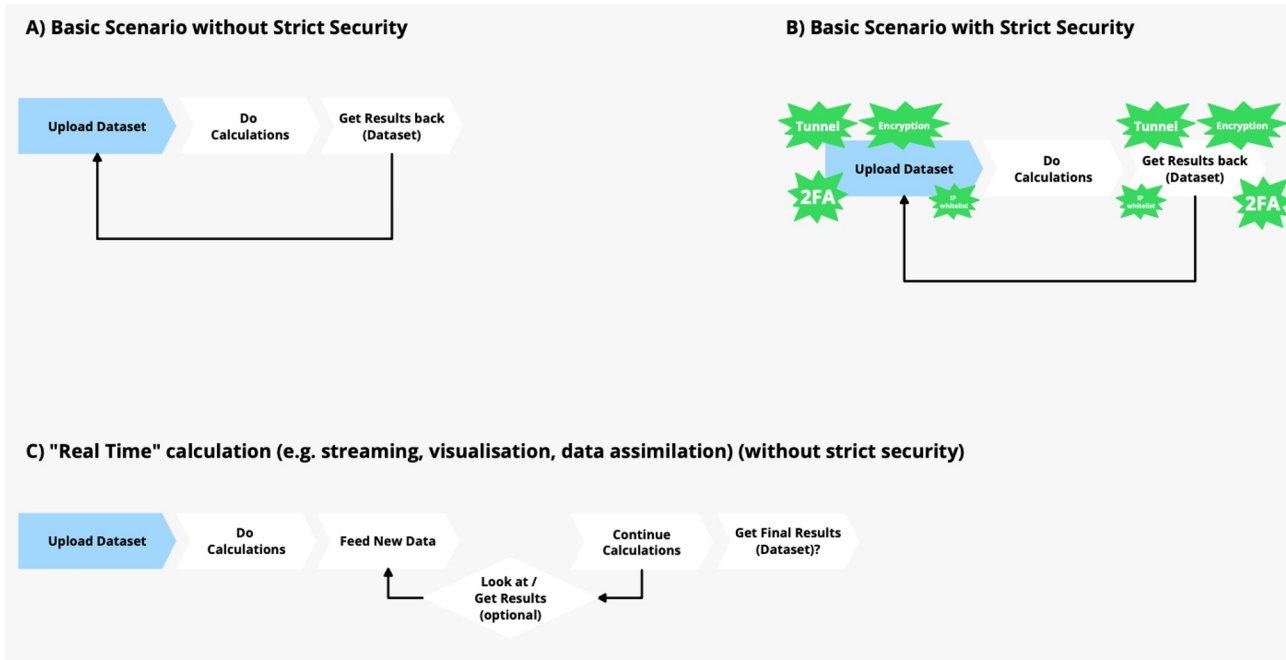 A) Basic Scenario without Strict Security
Upload Dataset
Do
Calculations
Get Results back
(Dataset)
B) Basic Scenario with Strict Security
Tunnel
Encryption
Upload Dataset
2FA
IP
whitelist
Do
Calculations
Tunnel
Encryption
Get Results back
(Dataset)
IP
whitelist
2FA
C) "Real Time" calculation (e.g. streaming, visualisation, data assimilation) (without strict security)
Upload Dataset
Do
Calculations
Feed New Data
Look at /
Get Results
(optional)
Continue
Calculations
Get Final Results
(Dataset)?